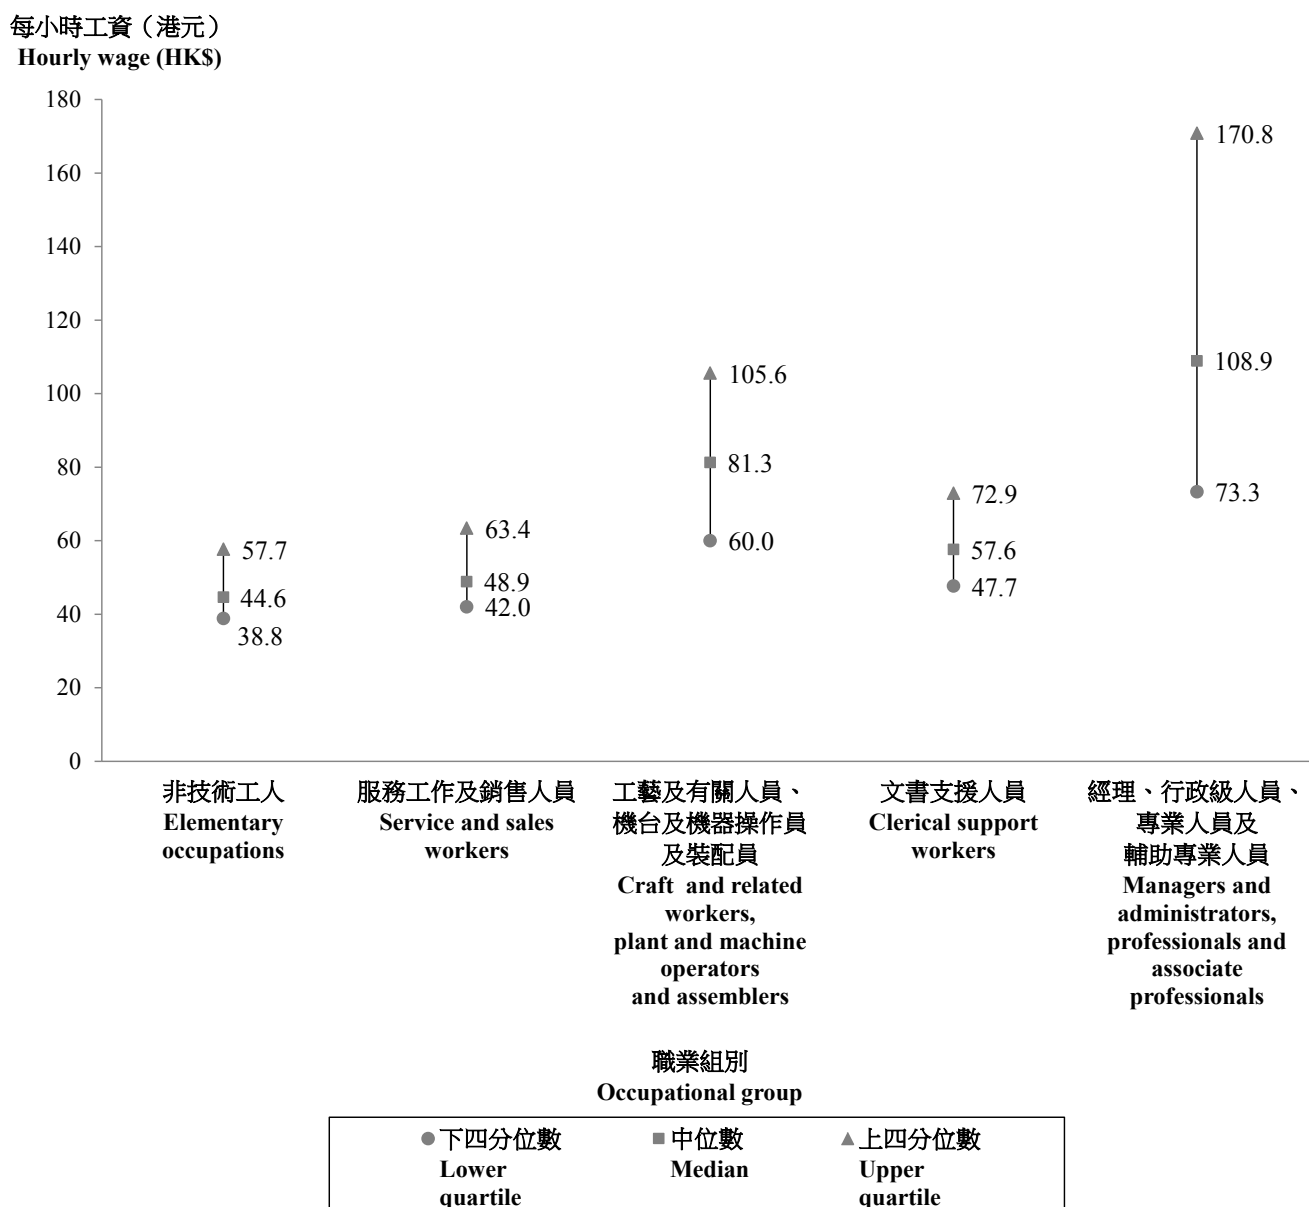 每小時工資（港元）
Hourly wage (HK$)
180
160
140
120
100
80
60
40
20
0
57.7
44.6
38.8
63.4
48.9
42.0
105.6
81.3
60.0
72.9
57.6
47.7
170.8
108.9
73.3
非技術工人
Elementary
occupations
服務工作及銷售人員
Service and sales
workers
工藝及有關人員、
機台及機器操作員
及裝配員
Craft and related
workers,
plant and machine
operators
and assemblers
文書支援人員
Clerical support
workers
經理、行政級人員、
專業人員及
輔助專業人員
Managers and
administrators,
professionals and
associate
professionals
職業組別
Occupational group
下四分位數
Lower
quartile
中位數
Median
上四分位數
Upper
quartile